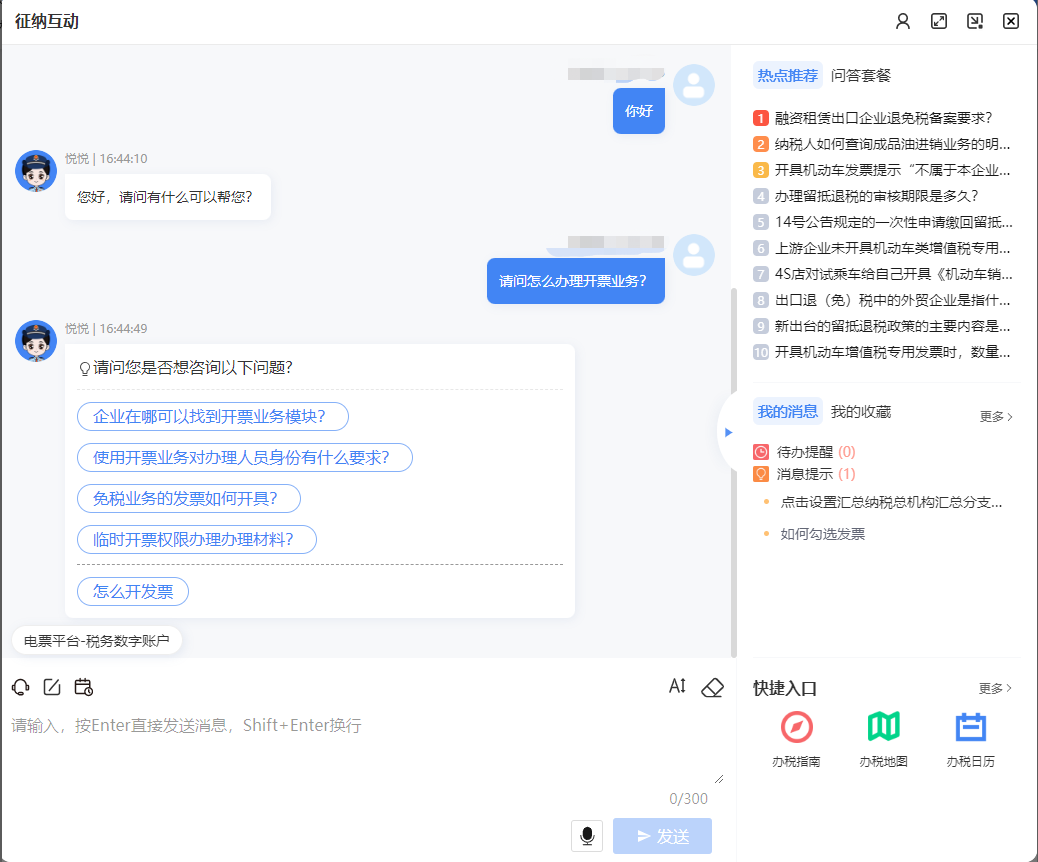 征纳互动
你好
悦悦 | 16:44:10
您好，请问有什么可以帮您？
请问怎么办理开票业务？
悦悦 | 16:44:49
请问您是否想咨询以下问题？
企业在哪可以找到开票业务模块？
使用开票业务对办理人员身份有什么要求？
免税业务的发票如何开具？
临时开票权限办理办理材料？
怎么开发票
电票平台-税务数字账户
请输入，按Enter直接发送消息，Shift+Enter换行
0/300
发送
热点推荐 问答套餐
1 融资租赁出口企业退免税备案要求？
2 纳税人如何查询成品油进销业务的明...
3 开具机动车发票提示“不属于本企业...
4 办理留抵退税的审核期限是多久？
5 14号公告规定的一次性申请缴回留抵...
6 上游企业未开具机动车类增值税专用...
7 4S店对试乘车给自己开具《机动车销...
8 出口退（免）税中的外贸企业是指什...
9 新出台的留抵退税政策的主要内容是...
10 开具机动车增值税专用发票时，数量...
我的消息 我的收藏 更多
待办提醒 (0)
消息提示 (1)
点击设置汇总纳税总机构汇总分支...
如何勾选发票
快捷入口 更多
办税指南 办税地图 办税日历